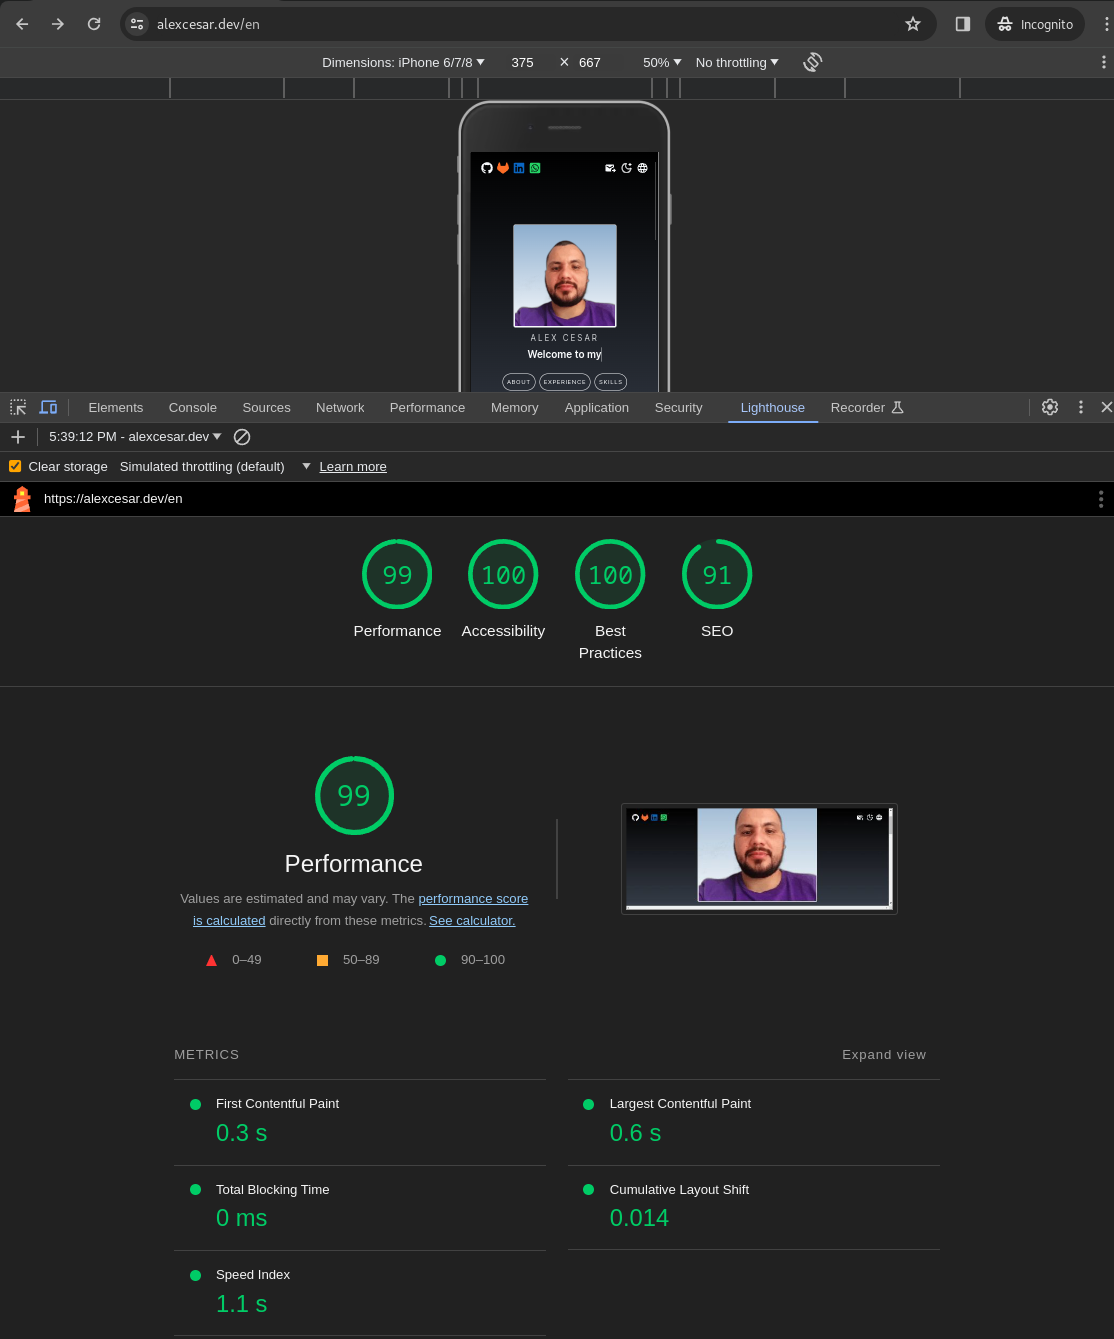 alexcesar.dev/en
Incognito
Dimensions: iPhone 6/7/8 375 × 667 50% No throttling
ALEX CESAR
Welcome to my
ABOUT EXPERIENCE SKILLS
Elements Console Sources Network Performance Memory Application Security Lighthouse Recorder
5:39:12 PM - alexcesar.dev
Clear storage Simulated throttling (default) Learn more
https://alexcesar.dev/en
99 100 100 91
Performance Accessibility Best Practices SEO
99
Performance
Values are estimated and may vary. The performance score
is calculated directly from these metrics. See calculator.
0–49 50–89 90–100
METRICS Expand view
First Contentful Paint
0.3 s
Largest Contentful Paint
0.6 s
Total Blocking Time
0 ms
Cumulative Layout Shift
0.014
Speed Index
1.1 s